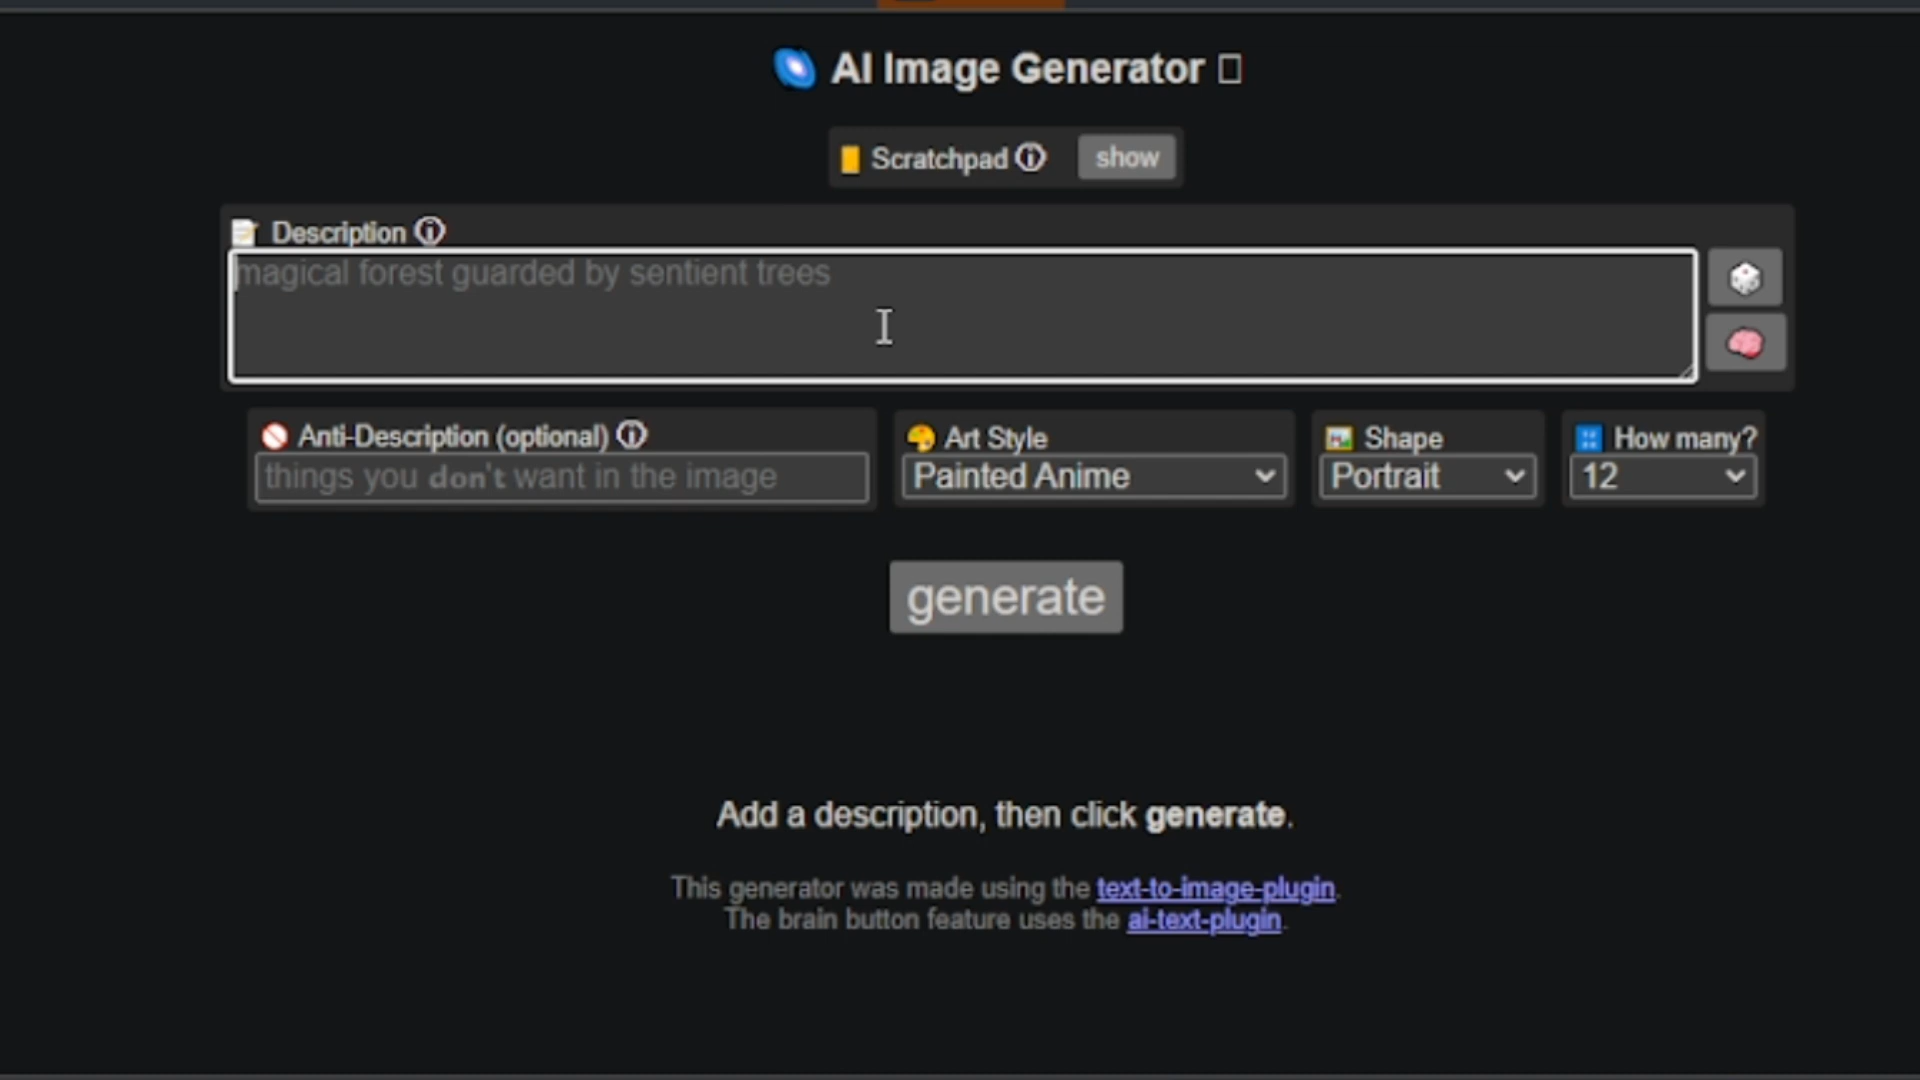 AI Image Generator
Scratchpad ⓘ show
Description ⓘ
magical forest guarded by sentient trees
Anti-Description (optional) ⓘ
things you don't want in the image
Art Style
Painted Anime
Shape
Portrait
How many?
12
generate
Add a description, then click generate.
This generator was made using the text-to-image-plugin.
The brain button feature uses the ai-text-plugin.